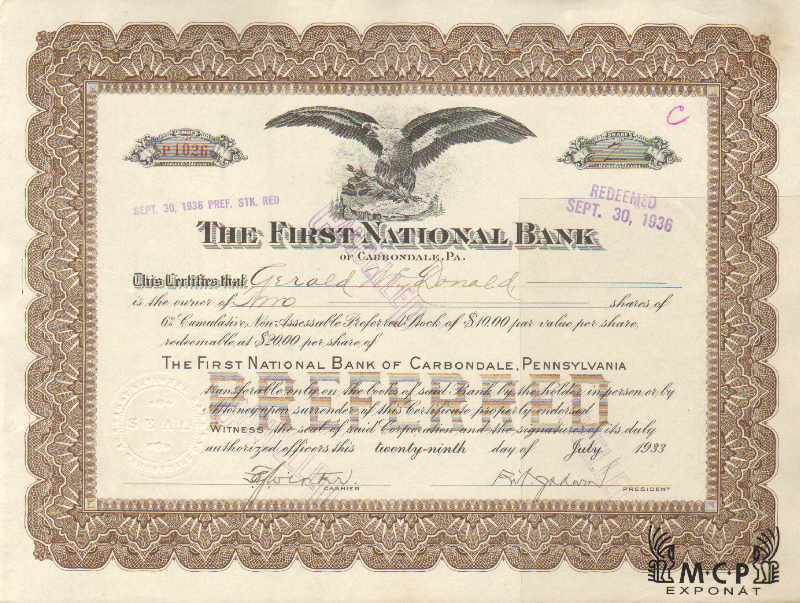 NUMBER
P1026
SHARES
C
SEPT. 30, 1936 PREF. STK. RED
REDEEMED
SEPT. 30, 1936
THE FIRST NATIONAL BANK
OF CARBONDALE, PA.
This Certifies that Gerald McDonald
is the owner of Two shares of
6% Cumulative Non-Assessable Preferred Stock of $10.00 par value per share,
redeemable at $20.00 per share of
THE FIRST NATIONAL BANK OF CARBONDALE, PENNSYLVANIA
PREFERRED
transferable only on the books of said Bank by the holder in person or by
Attorney upon surrender of this Certificate properly endorsed.
WITNESS the seal of said Corporation and the signatures of its duly
authorized officers this twenty-ninth day of July 1933
SEAL
CASHIER
PRESIDENT
M·C·P
EXPONÁT